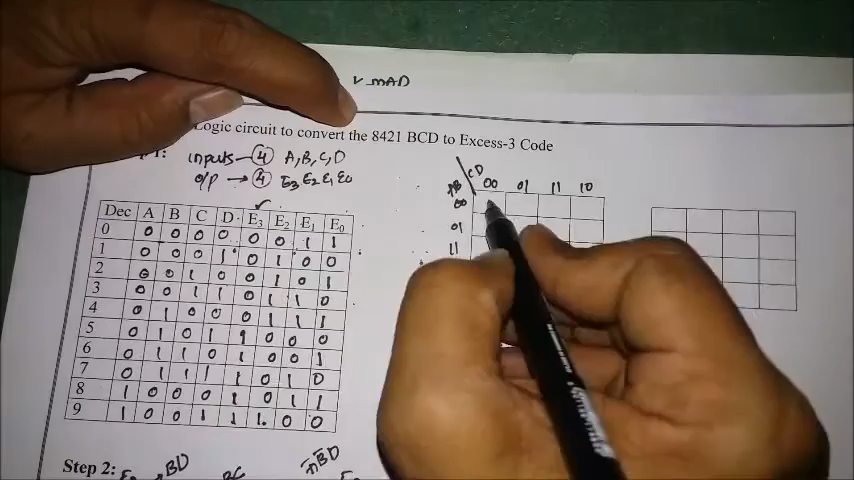 V MAD
Logic circuit to convert the 8421 BCD to Excess-3 Code
1: inputs — 4 A, B, C, D
o/p → 4 E3 E2 E1 E0
Dec A B C D E3 E2 E1 E0
0 0 0 0 0 0 0 1 1
1 0 0 0 1 0 1 0 0
2 0 0 1 0 0 1 0 1
3 0 0 1 1 0 1 1 0
4 0 1 0 0 0 1 1 1
5 0 1 0 1 1 0 0 0
6 0 1 1 0 1 0 0 1
7 0 1 1 1 1 0 1 0
8 1 0 0 0 1 0 1 1
9 1 0 0 1 1 1 0 0
CD
AB 00 01 11 10
00
01
11
Step 2: BD BC BD